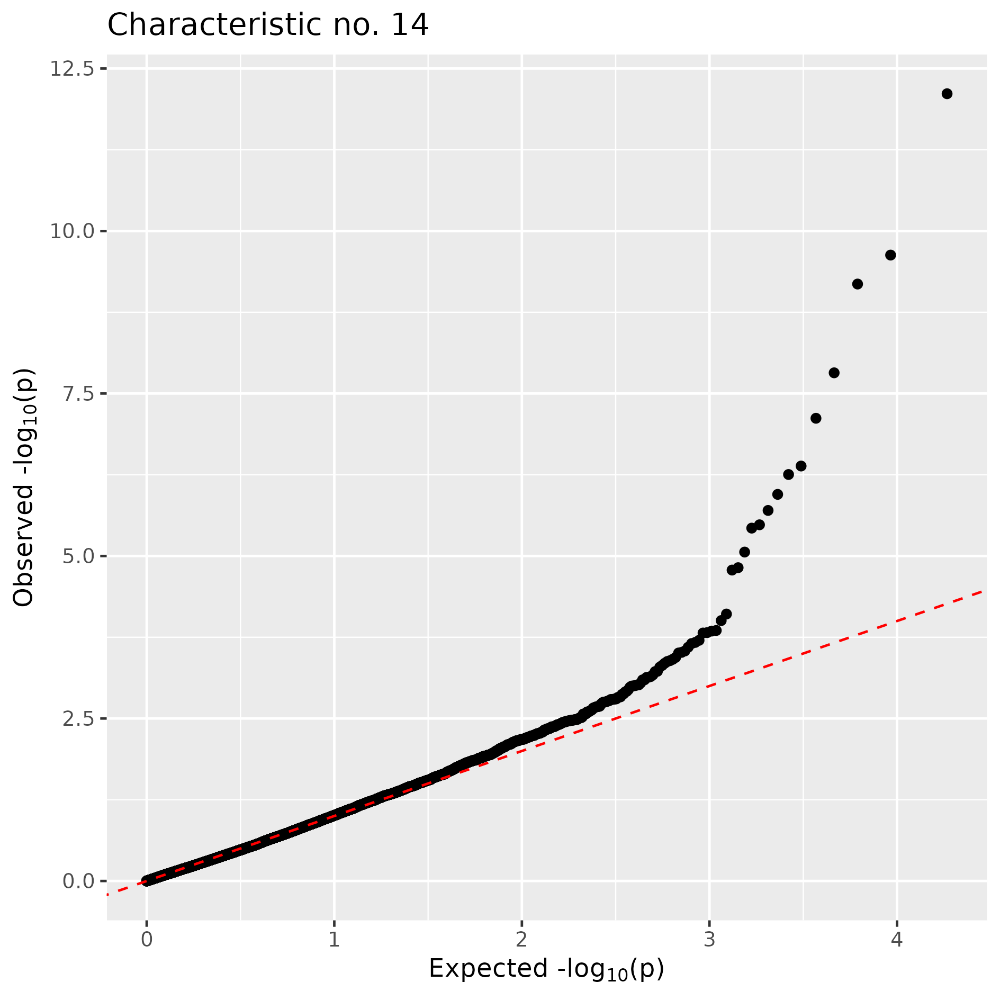 Characteristic no. 14
12.5
10.0
7.5
5.0
2.5
0.0
Observed -log₁₀(p)
0 1 2 3 4
Expected -log₁₀(p)